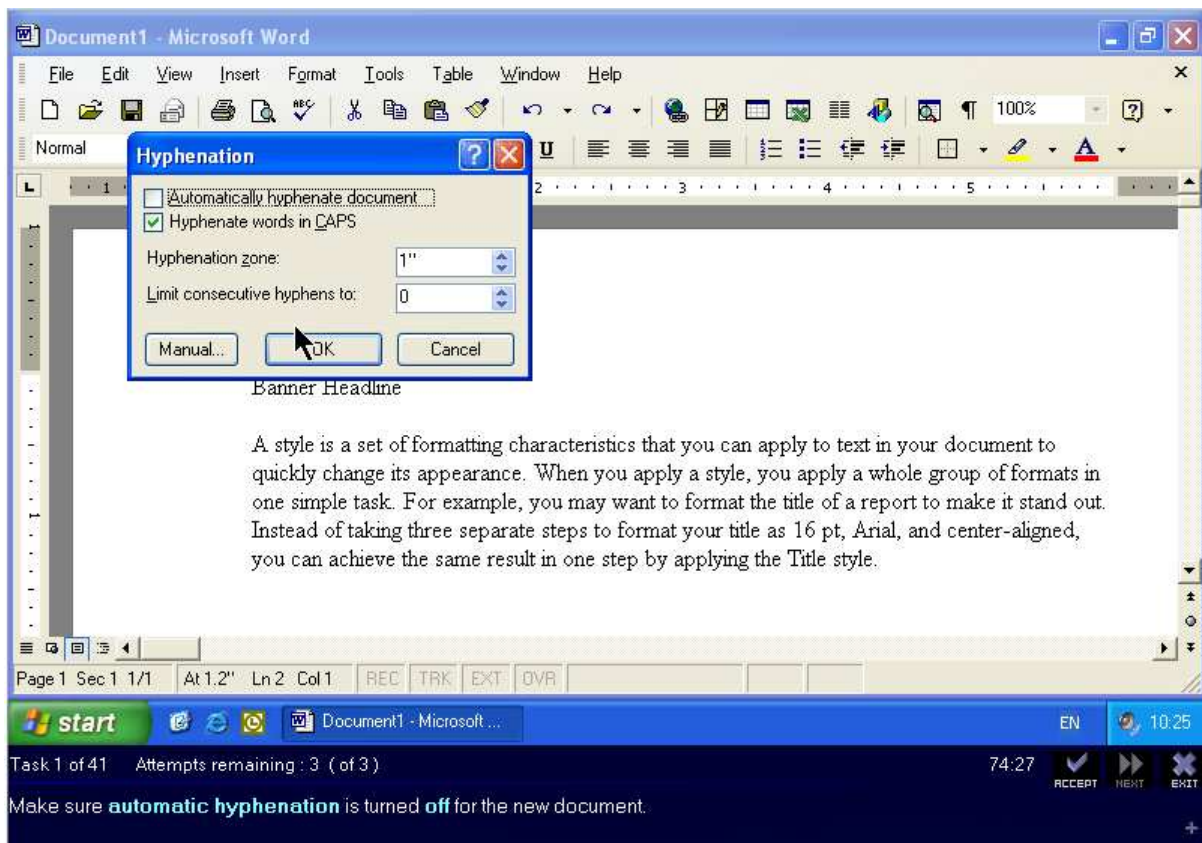 Document1 - Microsoft Word
File Edit View Insert Format Tools Table Window Help
100%
Normal
U A
Hyphenation
L 1 2 3 4 5
Automatically hyphenate document
Hyphenate words in CAPS
Hyphenation zone: 1"
Limit consecutive hyphens to: 0
Manual... OK Cancel
Banner Headline
A style is a set of formatting characteristics that you can apply to text in your document to
quickly change its appearance. When you apply a style, you apply a whole group of formats in
one simple task. For example, you may want to format the title of a report to make it stand out.
Instead of taking three separate steps to format your title as 16 pt, Arial, and center-aligned,
you can achieve the same result in one step by applying the Title style.
Page 1 Sec 1 1/1 At 1.2" Ln 2 Col 1 REC TRK EXT OVR
start Document1 - Microsoft ... EN 10:25
Task 1 of 41 Attempts remaining : 3 ( of 3 ) 74:27
ACCEPT NEXT EXIT
Make sure automatic hyphenation is turned off for the new document.